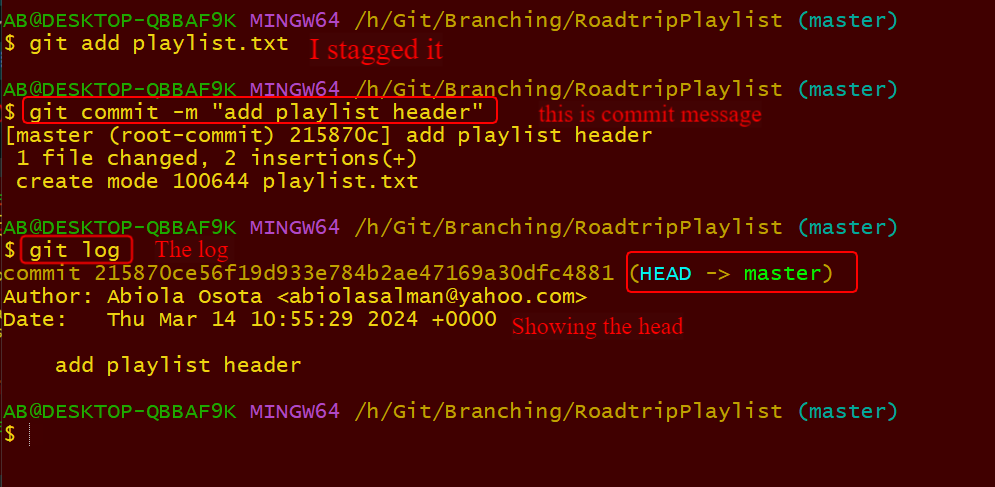 AB@DESKTOP-QBBAF9K MINGW64 /h/Git/Branching/RoadtripPlaylist (master)
$ git add playlist.txt I stagged it
AB@DESKTOP-QBBAF9K MINGW64 /h/Git/Branching/RoadtripPlaylist (master)
$ git commit -m "add playlist header" this is commit message
[master (root-commit) 215870c] add playlist header
1 file changed, 2 insertions(+)
create mode 100644 playlist.txt
AB@DESKTOP-QBBAF9K MINGW64 /h/Git/Branching/RoadtripPlaylist (master)
$ git log The log
commit 215870ce56f19d933e784b2ae47169a30dfc4881 (HEAD -> master)
Author: Abiola Osota <abiolasalman@yahoo.com>
Date: Thu Mar 14 10:55:29 2024 +0000 Showing the head
add playlist header
AB@DESKTOP-QBBAF9K MINGW64 /h/Git/Branching/RoadtripPlaylist (master)
$